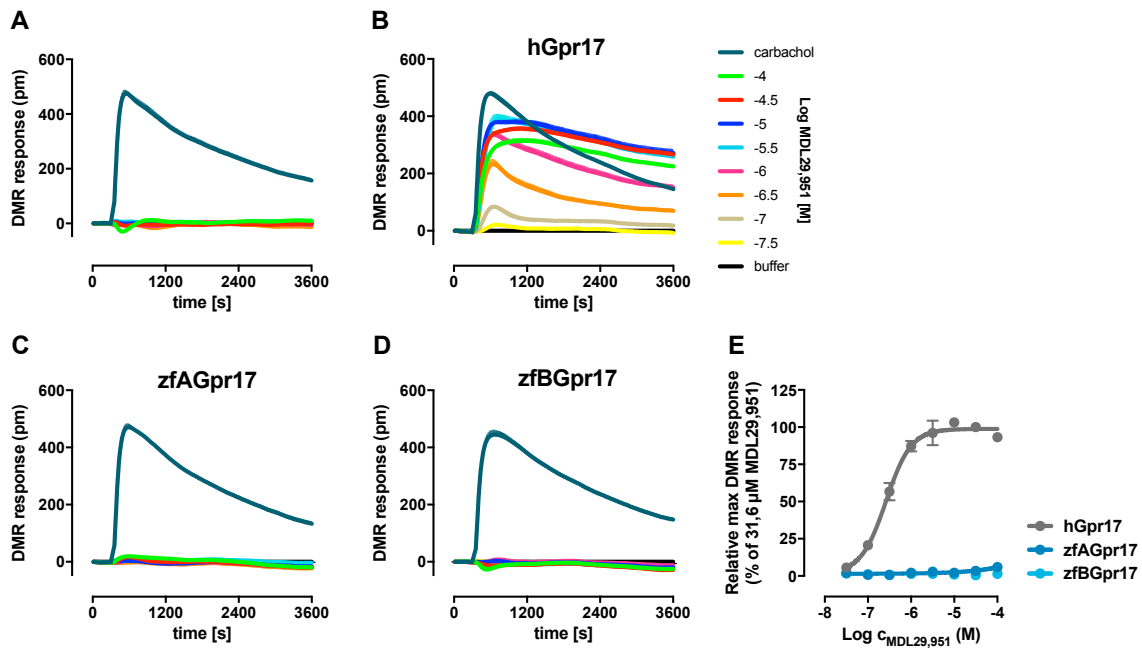 A
DMR response (pm)
600
400
200
0
0 1200 2400 3600
time [s]
B
hGpr17
DMR response (pm)
600
400
200
0
0 1200 2400 3600
time [s]
carbachol
-4
-4.5
-5
-5.5
-6
-6.5
-7
-7.5
buffer
Log MDL29,951 [M]
C
zfAGpr17
DMR response (pm)
600
400
200
0
0 1200 2400 3600
time [s]
D
zfBGpr17
DMR response (pm)
600
400
200
0
0 1200 2400 3600
time [s]
E
Relative max DMR response
(% of 31,6 µM MDL29,951)
125
100
75
50
25
0
-8 -7 -6 -5 -4
Log cMDL29,951 (M)
hGpr17
zfAGpr17
zfBGpr17